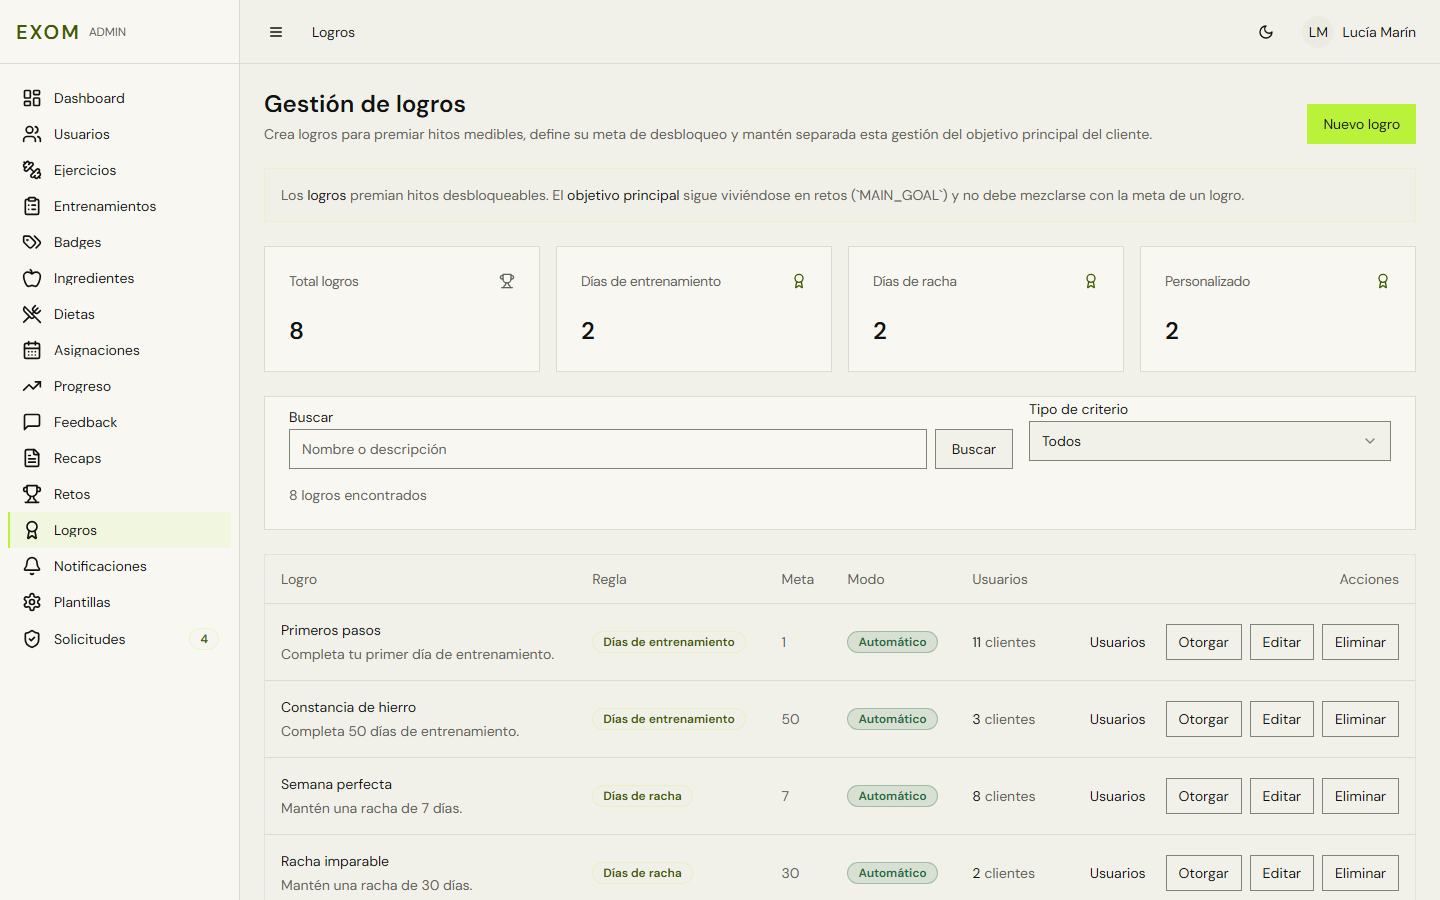 EXOM ADMIN
Logros
LM Lucía Marín
Dashboard
Usuarios
Ejercicios
Entrenamientos
Badges
Ingredientes
Dietas
Asignaciones
Progreso
Feedback
Recaps
Retos
Logros
Notificaciones
Plantillas
Solicitudes 4
Gestión de logros
Crea logros para premiar hitos medibles, define su meta de desbloqueo y mantén separada esta gestión del objetivo principal del cliente.
Nuevo logro
Los logros premian hitos desbloqueables. El objetivo principal sigue viviéndose en retos (`MAIN_GOAL`) y no debe mezclarse con la meta de un logro.
Total logros
8
Días de entrenamiento
2
Días de racha
2
Personalizado
2
Buscar
Nombre o descripción
Buscar
Tipo de criterio
Todos
8 logros encontrados
Logro Regla Meta Modo Usuarios Acciones
Primeros pasos
Completa tu primer día de entrenamiento.
Días de entrenamiento 1 Automático 11 clientes Usuarios Otorgar Editar Eliminar
Constancia de hierro
Completa 50 días de entrenamiento.
Días de entrenamiento 50 Automático 3 clientes Usuarios Otorgar Editar Eliminar
Semana perfecta
Mantén una racha de 7 días.
Días de racha 7 Automático 8 clientes Usuarios Otorgar Editar Eliminar
Racha imparable
Mantén una racha de 30 días.
Días de racha 30 Automático 2 clientes Usuarios Otorgar Editar Eliminar